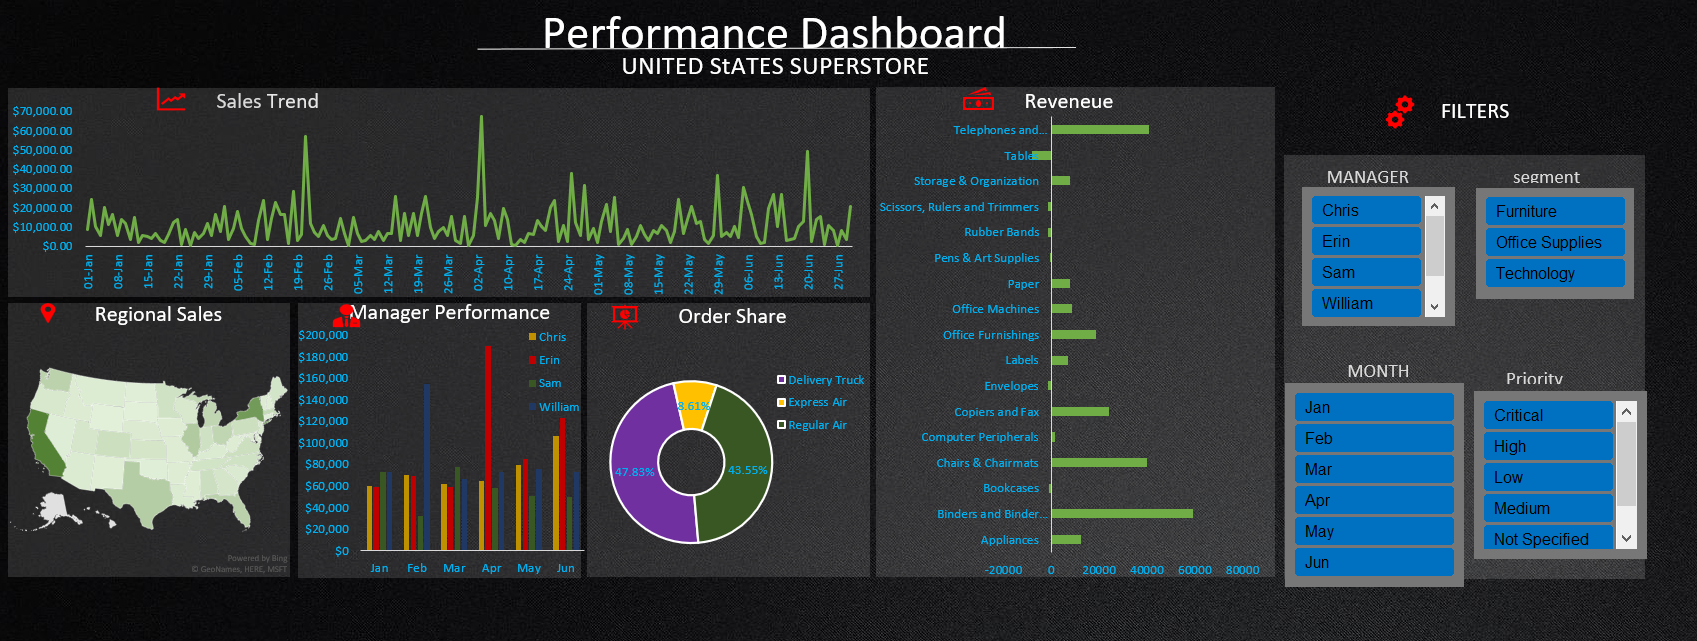 Performance Dashboard
UNITED StATES SUPERSTORE
Sales Trend
$70,000.00
$60,000.00
$50,000.00
$40,000.00
$30,000.00
$20,000.00
$10,000.00
$0.00
01-Jan 08-Jan 15-Jan 22-Jan 29-Jan 05-Feb 12-Feb 19-Feb 26-Feb 05-Mar 12-Mar 19-Mar 26-Mar 02-Apr 10-Apr 17-Apr 24-Apr 01-May 08-May 15-May 22-May 29-May 06-Jun 13-Jun 20-Jun 27-Jun
Regional Sales
Powered by Bing
© GeoNames, HERE, MSFT
Manager Performance
$200,000
$180,000
$160,000
$140,000
$120,000
$100,000
$80,000
$60,000
$40,000
$20,000
$0
Jan Feb Mar Apr May Jun
Chris
Erin
Sam
William
Order Share
8.61%
47.83%
43.55%
Delivery Truck
Express Air
Regular Air
Reveneue
Telephones and...
Tables
Storage & Organization
Scissors, Rulers and Trimmers
Rubber Bands
Pens & Art Supplies
Paper
Office Machines
Office Furnishings
Labels
Envelopes
Copiers and Fax
Computer Peripherals
Chairs & Chairmats
Bookcases
Binders and Binder...
Appliances
-20000 0 20000 40000 60000 80000
FILTERS
MANAGER
Chris
Erin
Sam
William
segment
Furniture
Office Supplies
Technology
MONTH
Jan
Feb
Mar
Apr
May
Jun
Priority
Critical
High
Low
Medium
Not Specified